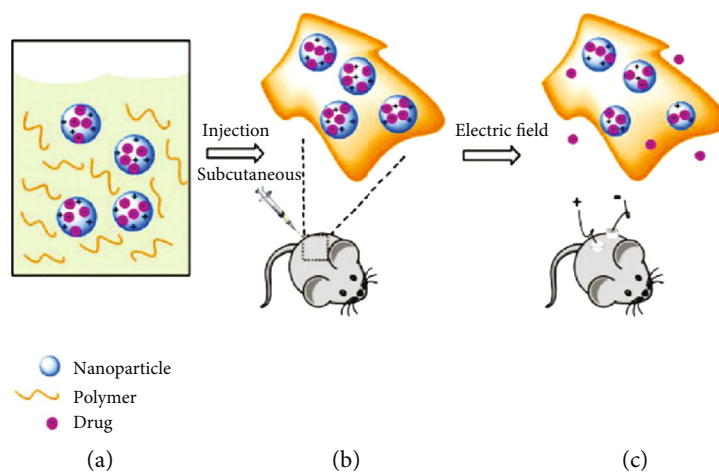 Injection
Subcutaneous
Electric field
+
-
Nanoparticle
Polymer
Drug
(a)
(b)
(c)